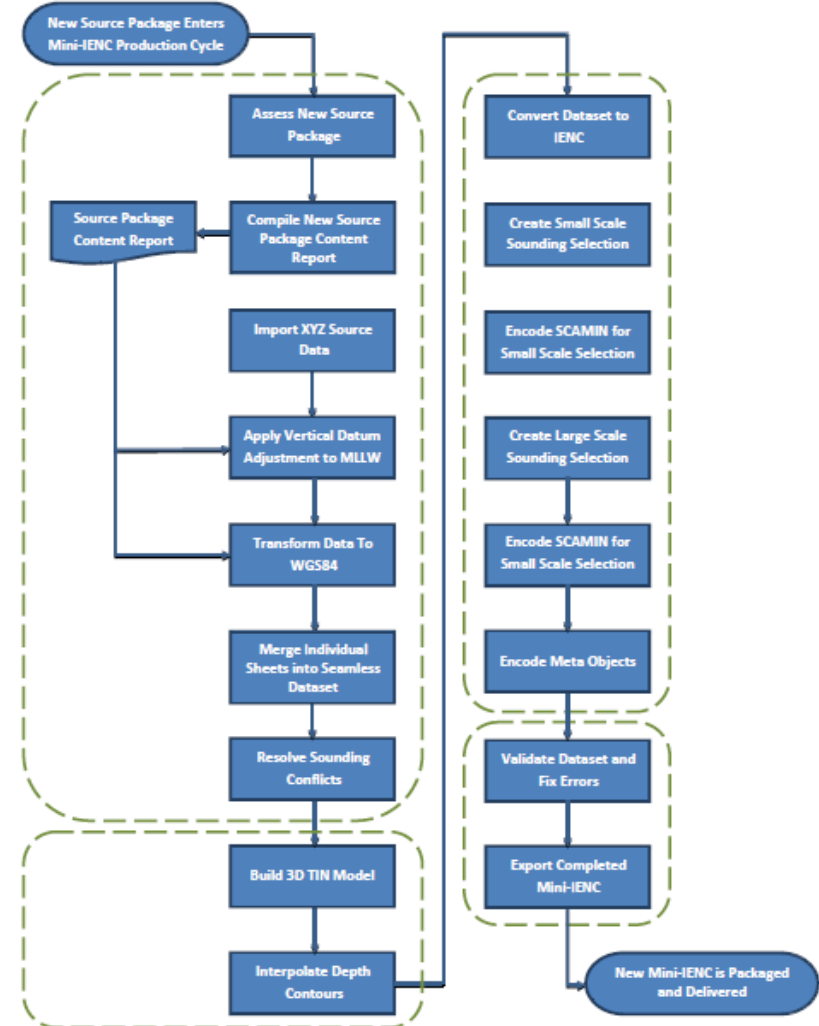 New Source Package Enters
Mini-IENC Production Cycle
Assess New Source
Package
Source Package
Content Report
Compile New Source
Package Content
Report
Import XYZ Source
Data
Apply Vertical Datum
Adjustment to MLLW
Transform Data To
WGS84
Merge Individual
Sheets into Seamless
Dataset
Resolve Sounding
Conflicts
Build 3D TIN Model
Interpolate Depth
Contours
Convert Dataset to
IENC
Create Small Scale
Sounding Selection
Encode SCAMIN for
Small Scale Selection
Create Large Scale
Sounding Selection
Encode SCAMIN for
Small Scale Selection
Encode Meta Objects
Validate Dataset and
Fix Errors
Export Completed
Mini-IENC
New Mini-IENC is Packaged
and Delivered